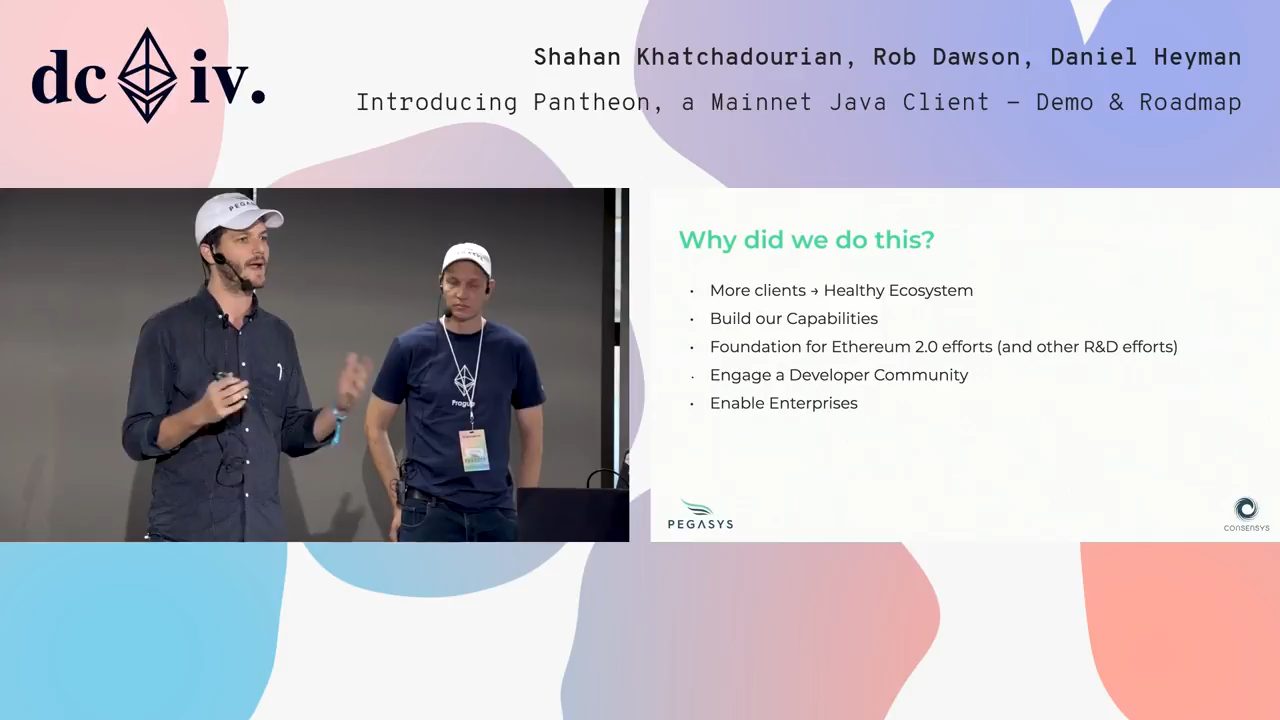 dc iv.
Shahan Khatchadourian, Rob Dawson, Daniel Heyman
Introducing Pantheon, a Mainnet Java Client – Demo & Roadmap
Prague
Why did we do this?
• More clients → Healthy Ecosystem
• Build our Capabilities
• Foundation for Ethereum 2.0 efforts (and other R&D efforts)
• Engage a Developer Community
• Enable Enterprises
PEGASYS
CONSENSYS